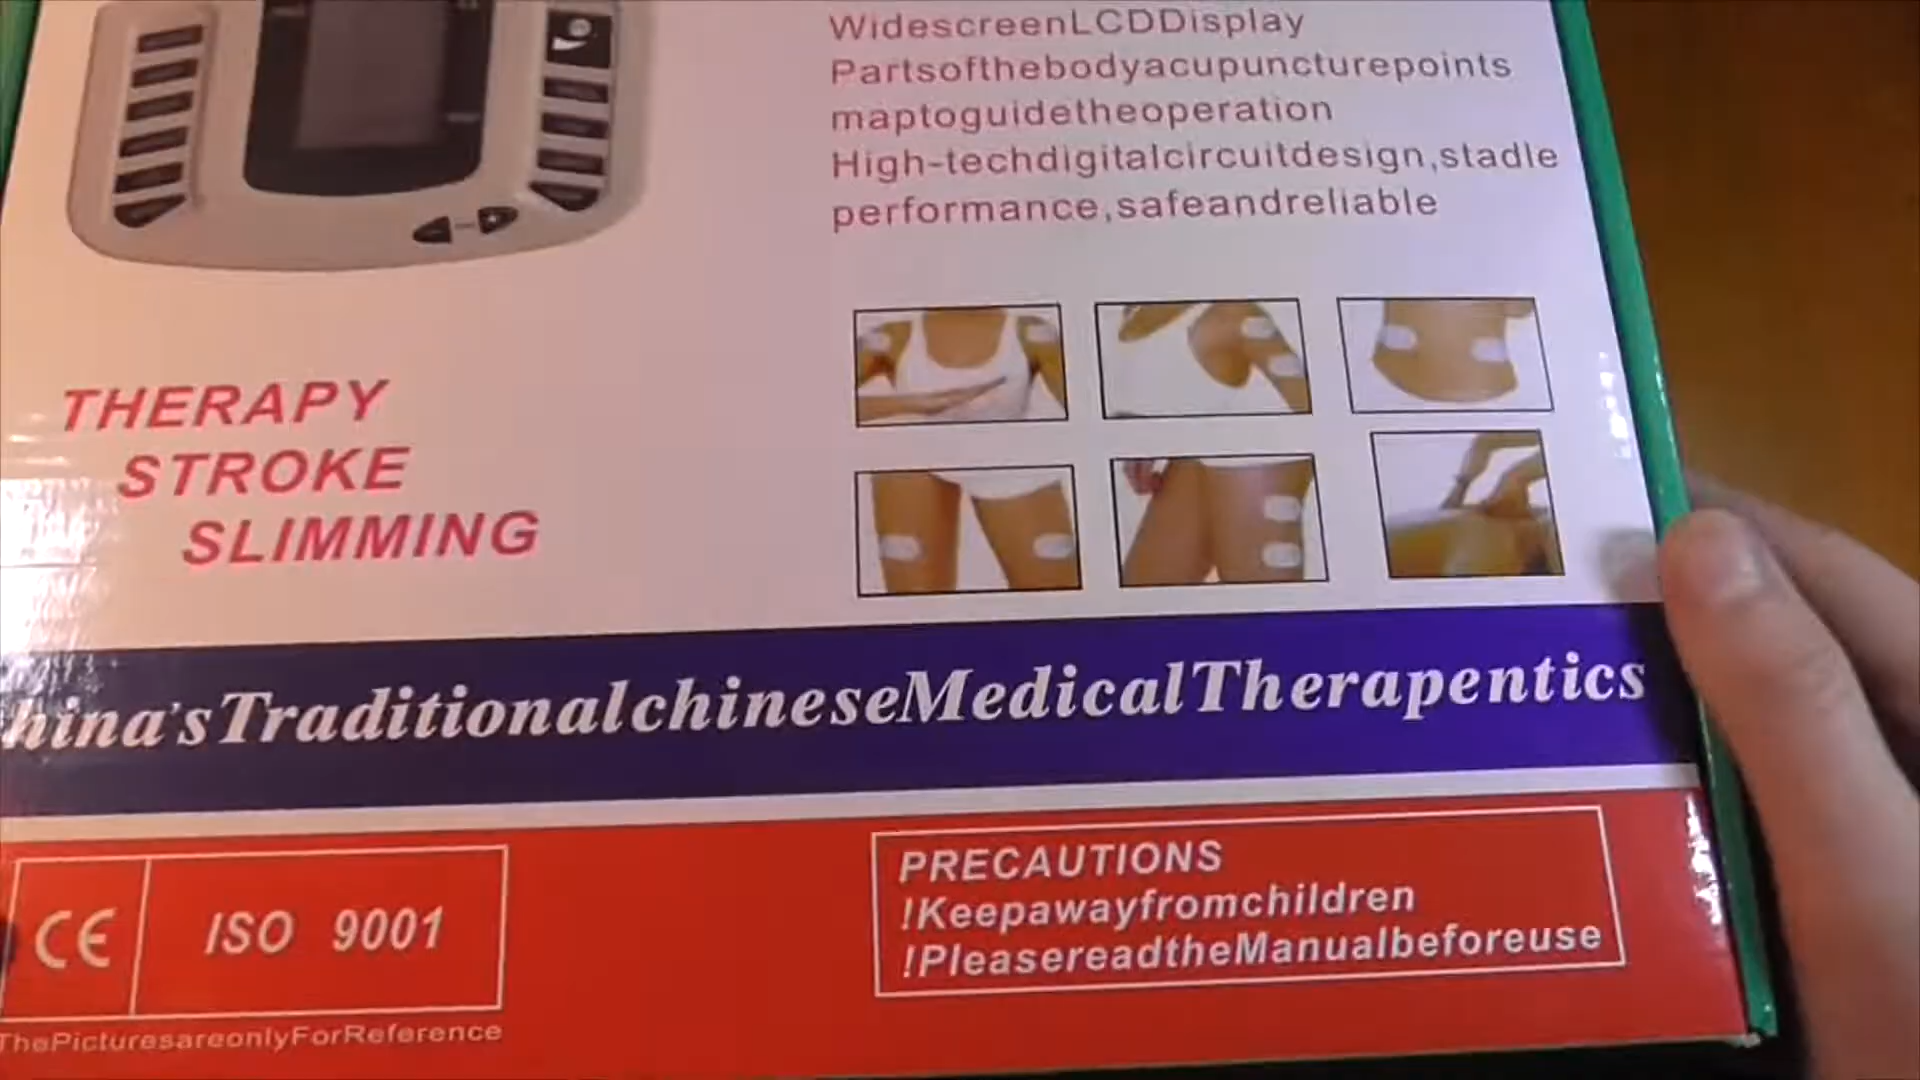 WidescreenLCDDisplay
Partsofthebodyacupuncturepoints
maptoguidetheoperation
High-techdigitalcircuitdesign,stadle
performance,safeandreliable
THERAPY
STROKE
SLIMMING
hina'sTraditionalchineseMedicalTherapentics
CE
ISO 9001
PRECAUTIONS
!Keepawayfromchildren
!PleasereadtheManualbeforeuse
ThePicturesareonlyForReference